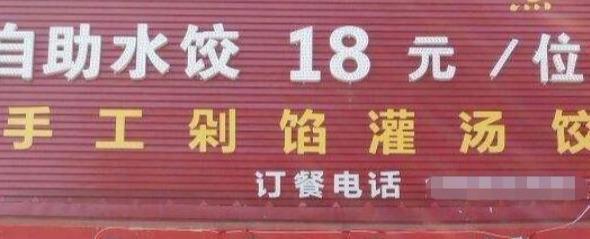 自助水饺 18 元/位
手工剁馅灌汤饺
订餐电话